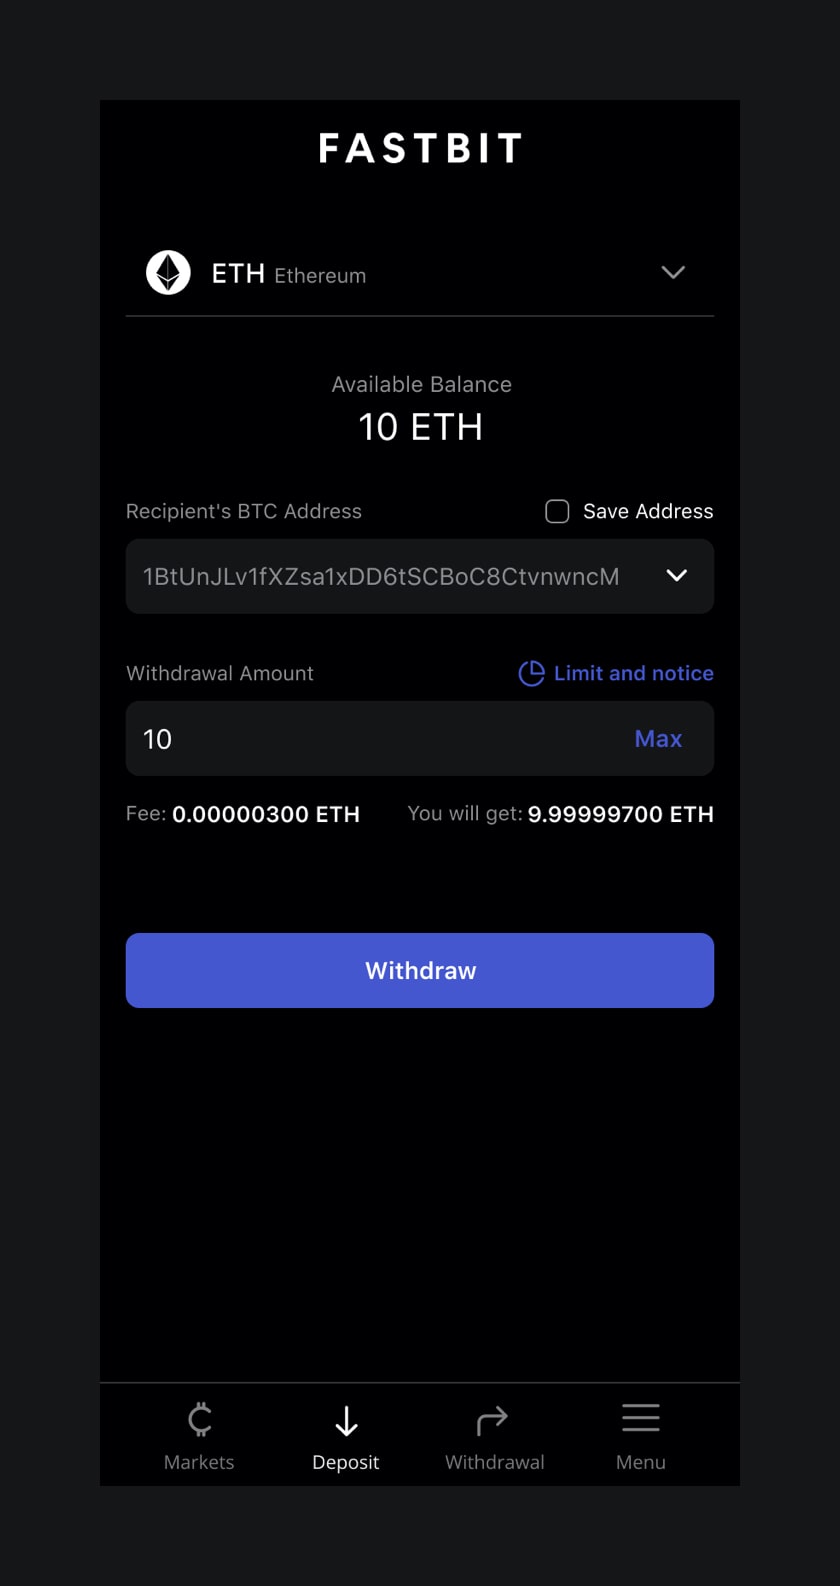 FASTBIT
ETH Ethereum
Available Balance
10 ETH
Recipient's BTC Address Save Address
1BtUnJLv1fXZsa1xDD6tSCBoC8CtvnwncM
Withdrawal Amount Limit and notice
10 Max
Fee: 0.00000300 ETH You will get: 9.99999700 ETH
Withdraw
Markets Deposit Withdrawal Menu